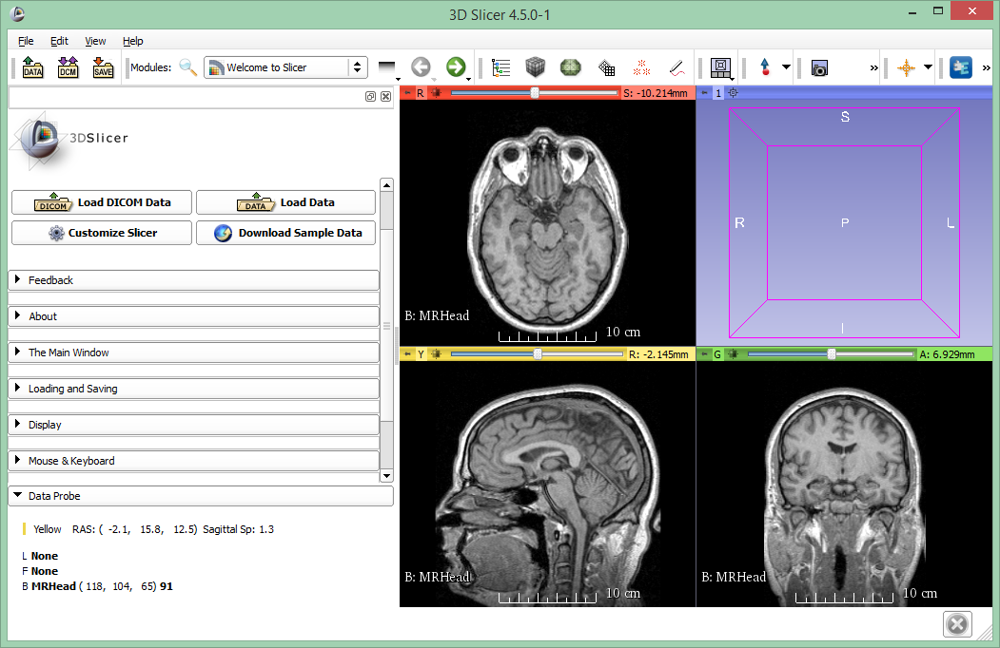 3D Slicer 4.5.0-1
File Edit View Help
DATA DCM SAVE Modules: Welcome to Slicer
R S: -10.214mm
1
3DSlicer
S
R P L
I
DICOM Load DICOM Data
DATA Load Data
Customize Slicer
Download Sample Data
Feedback
About
The Main Window
Loading and Saving
Display
Mouse & Keyboard
B: MRHead
10 cm
Y R: -2.145mm
G A: 6.929mm
Data Probe
Yellow RAS: ( -2.1, 15.8, 12.5) Sagittal Sp: 1.3
L None
F None
B MRHead ( 118, 104, 65) 91
B: MRHead
10 cm
B: MRHead
10 cm